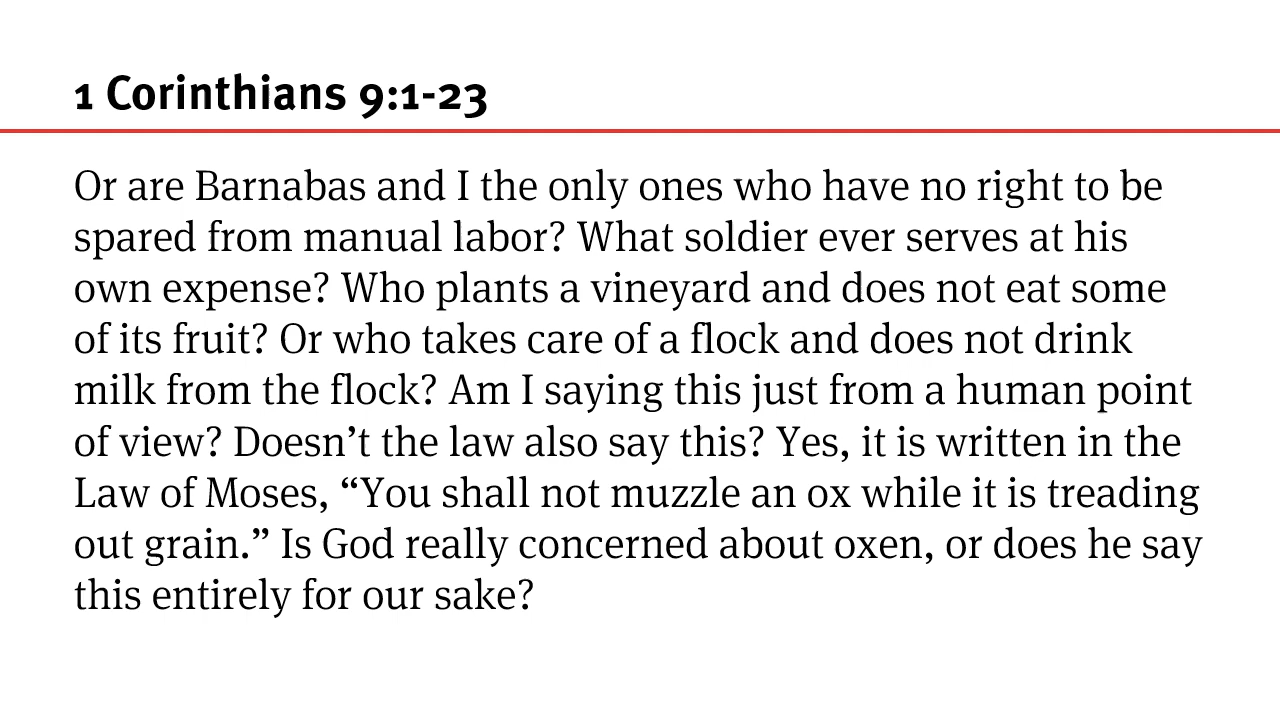 1 Corinthians 9:1-23
Or are Barnabas and I the only ones who have no right to be
spared from manual labor? What soldier ever serves at his
own expense? Who plants a vineyard and does not eat some
of its fruit? Or who takes care of a flock and does not drink
milk from the flock? Am I saying this just from a human point
of view? Doesn’t the law also say this? Yes, it is written in the
Law of Moses, “You shall not muzzle an ox while it is treading
out grain.” Is God really concerned about oxen, or does he say
this entirely for our sake?